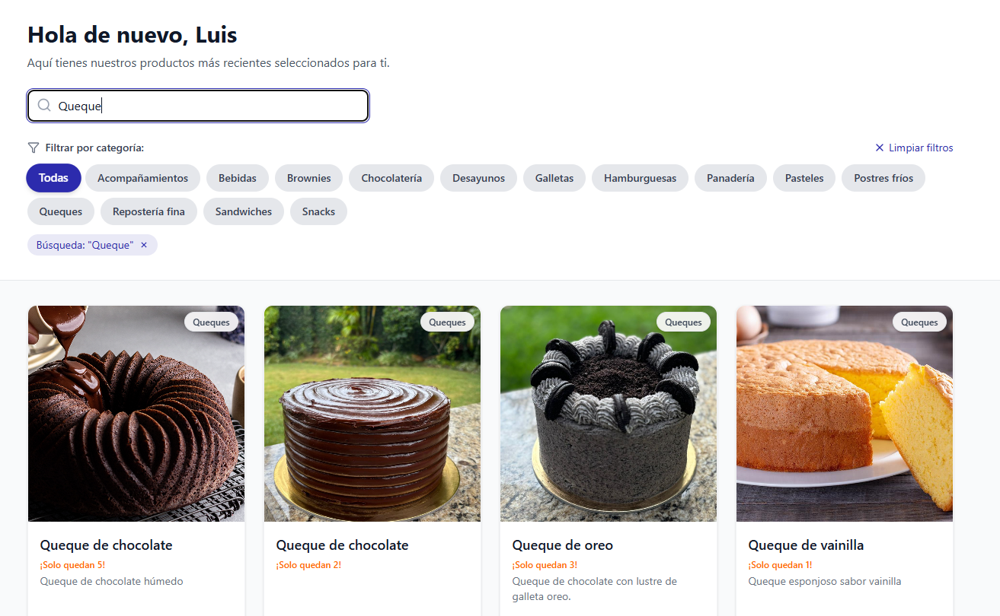 Hola de nuevo, Luis
Aquí tienes nuestros productos más recientes seleccionados para ti.
Queque
Filtrar por categoría:
Limpiar filtros
Todas
Acompañamientos
Bebidas
Brownies
Chocolatería
Desayunos
Galletas
Hamburguesas
Panadería
Pasteles
Postres fríos
Queques
Repostería fina
Sandwiches
Snacks
Búsqueda: "Queque" ×
Queques
Queque de chocolate
¡Solo quedan 5!
Queque de chocolate húmedo
Queques
Queque de chocolate
¡Solo quedan 2!
Queques
Queque de oreo
¡Solo quedan 3!
Queque de chocolate con lustre de
galleta oreo.
Queques
Queque de vainilla
¡Solo quedan 1!
Queque esponjoso sabor vainilla